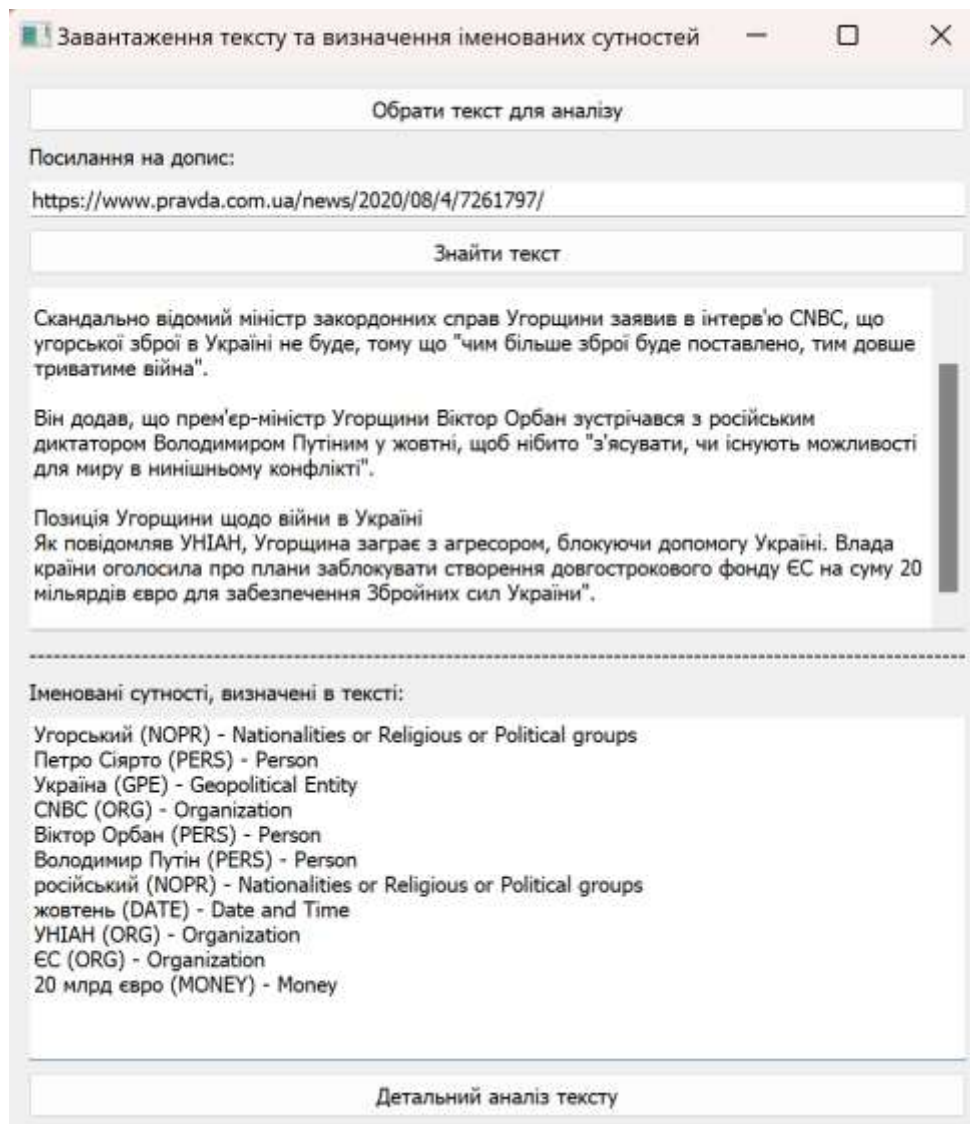 Завантаження тексту та визначення іменованих сутностей
Обрати текст для аналізу
Посилання на допис:
https://www.pravda.com.ua/news/2020/08/4/7261797/
Знайти текст
Скандально відомий міністр закордонних справ Угорщини заявив в інтерв'ю CNBC, що
угорської зброї в Україні не буде, тому що "чим більше зброї буде поставлено, тим довше
триватиме війна".
Він додав, що прем'єр-міністр Угорщини Віктор Орбан зустрічався з російським
диктатором Володимиром Путіним у жовтні, щоб нібито "з'ясувати, чи існують можливості
для миру в нинішньому конфлікті".
Позиція Угорщини щодо війни в Україні
Як повідомляв УНІАН, Угорщина заграє з агресором, блокуючи допомогу Україні. Влада
країни оголосила про плани заблокувати створення довгострокового фонду ЄС на суму 20
мільярдів євро для забезпечення Збройних сил України".
Іменовані сутності, визначені в тексті:
Угорський (NOPR) - Nationalities or Religious or Political groups
Петро Сіярто (PERS) - Person
Україна (GPE) - Geopolitical Entity
CNBC (ORG) - Organization
Віктор Орбан (PERS) - Person
Володимир Путін (PERS) - Person
російський (NOPR) - Nationalities or Religious or Political groups
жовтень (DATE) - Date and Time
УНІАН (ORG) - Organization
ЄС (ORG) - Organization
20 млрд євро (MONEY) - Money
Детальний аналіз тексту